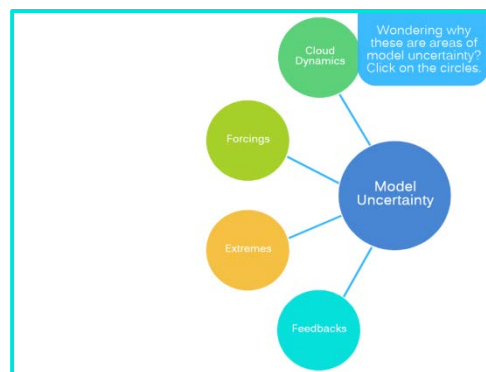 Cloud
Dynamics
Wondering why
these are areas of
model uncertainty?
Click on the circles.
Forcings
Model
Uncertainty
Extremes
Feedbacks